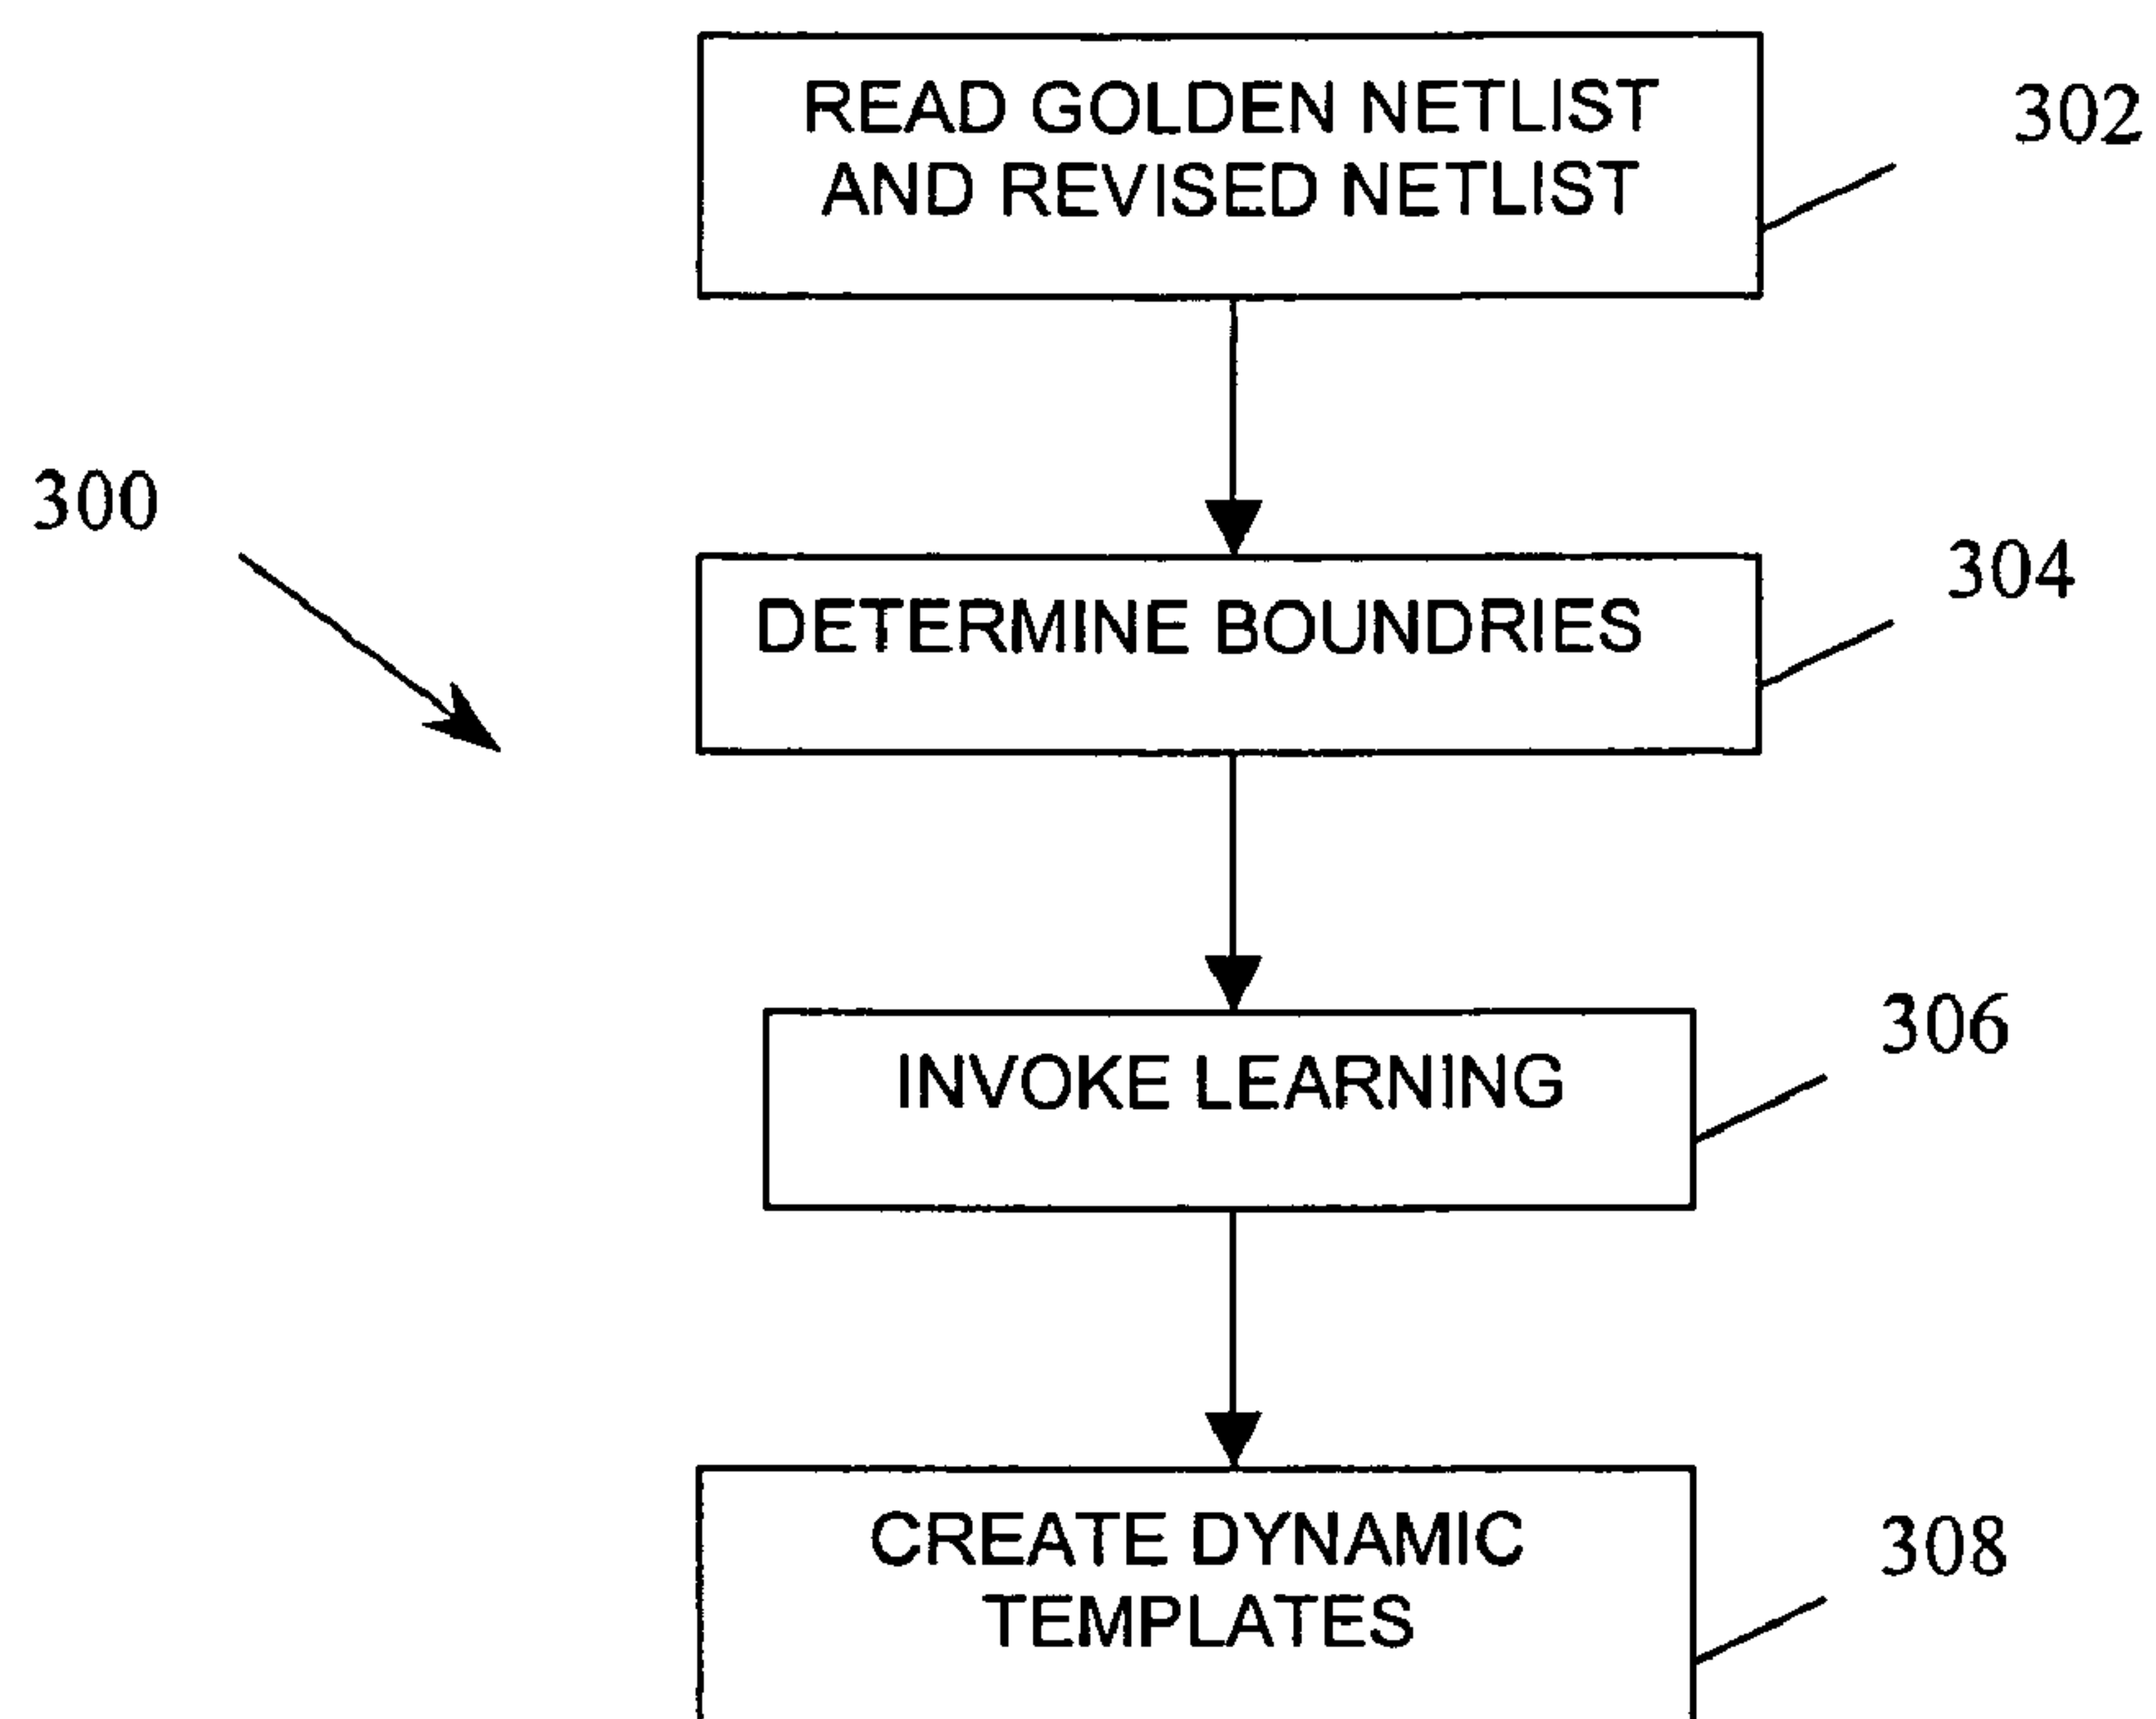 READ GOLDEN NETLIST
AND REVISED NETLIST
302
300
304
DETERMINE BOUNDRIES
306
INVOKE LEARNING
CREATE DYNAMIC
TEMPLATES
308